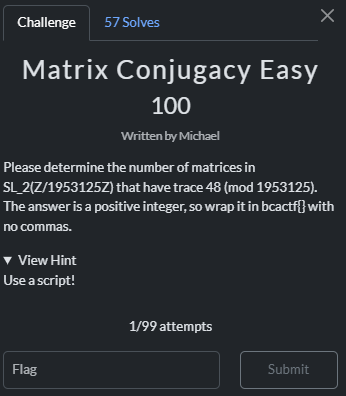 Challenge
57 Solves
Matrix Conjugacy Easy
100
Written by Michael
Please determine the number of matrices in
SL_2(Z/1953125Z) that have trace 48 (mod 1953125).
The answer is a positive integer, so wrap it in bcactf{} with
no commas.
▼ View Hint
Use a script!
1/99 attempts
Flag
Submit